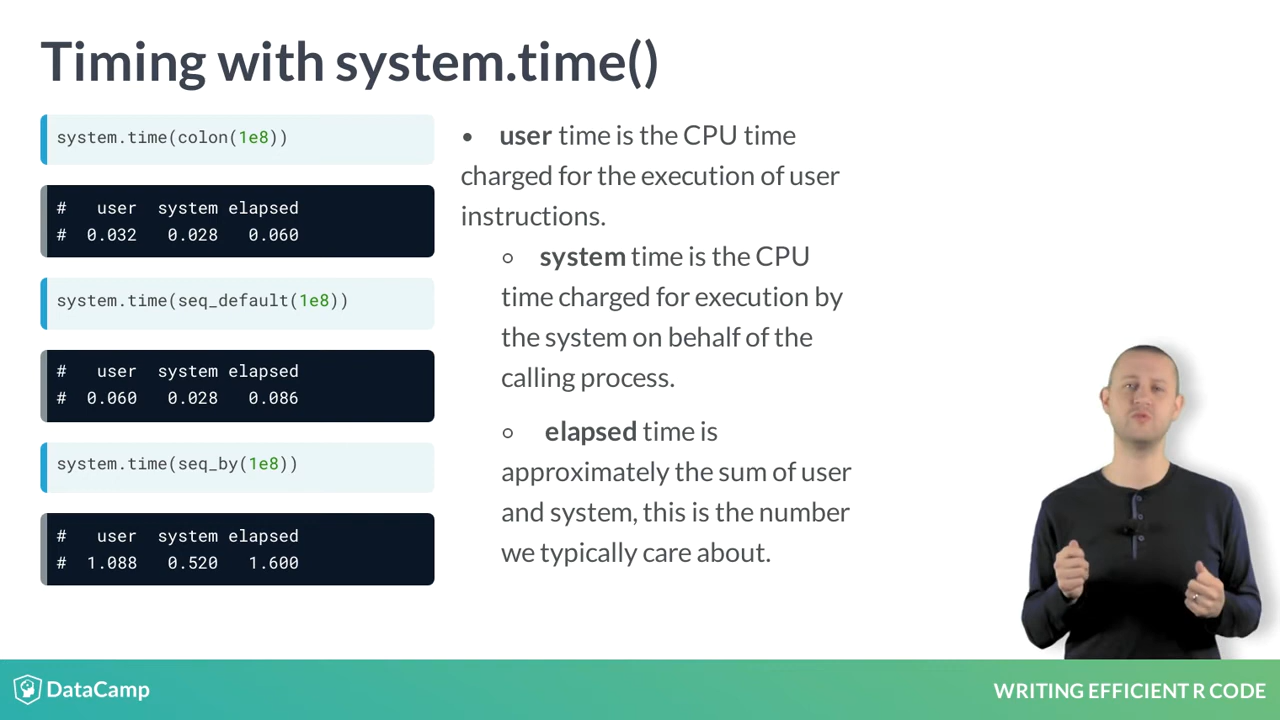 Timing with system.time()
system.time(colon(1e8))
#   user  system elapsed
#  0.032   0.028   0.060
system.time(seq_default(1e8))
#   user  system elapsed
#  0.060   0.028   0.086
system.time(seq_by(1e8))
#   user  system elapsed
#  1.088   0.520   1.600
• user time is the CPU time
charged for the execution of user
instructions.
○ system time is the CPU
time charged for execution by
the system on behalf of the
calling process.
○ elapsed time is
approximately the sum of user
and system, this is the number
we typically care about.
DataCamp
WRITING EFFICIENT R CODE